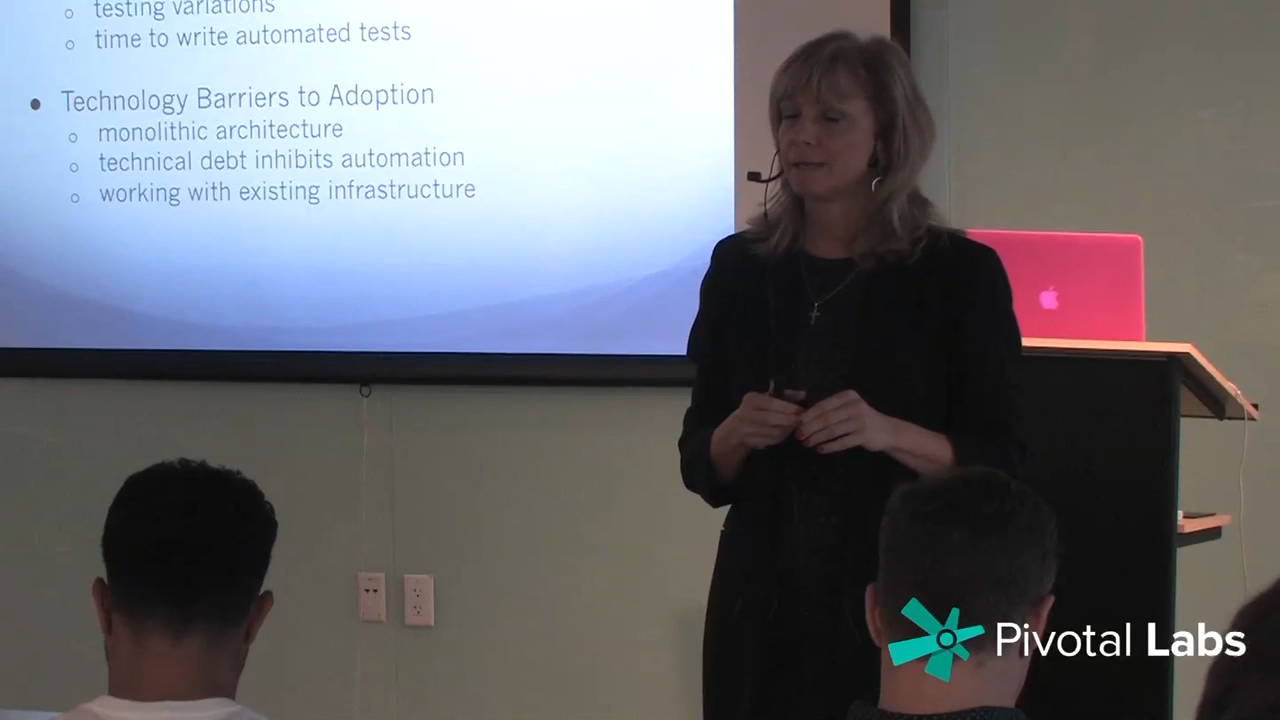 testing variations
time to write automated tests
Technology Barriers to Adoption
monolithic architecture
technical debt inhibits automation
working with existing infrastructure
Pivotal Labs